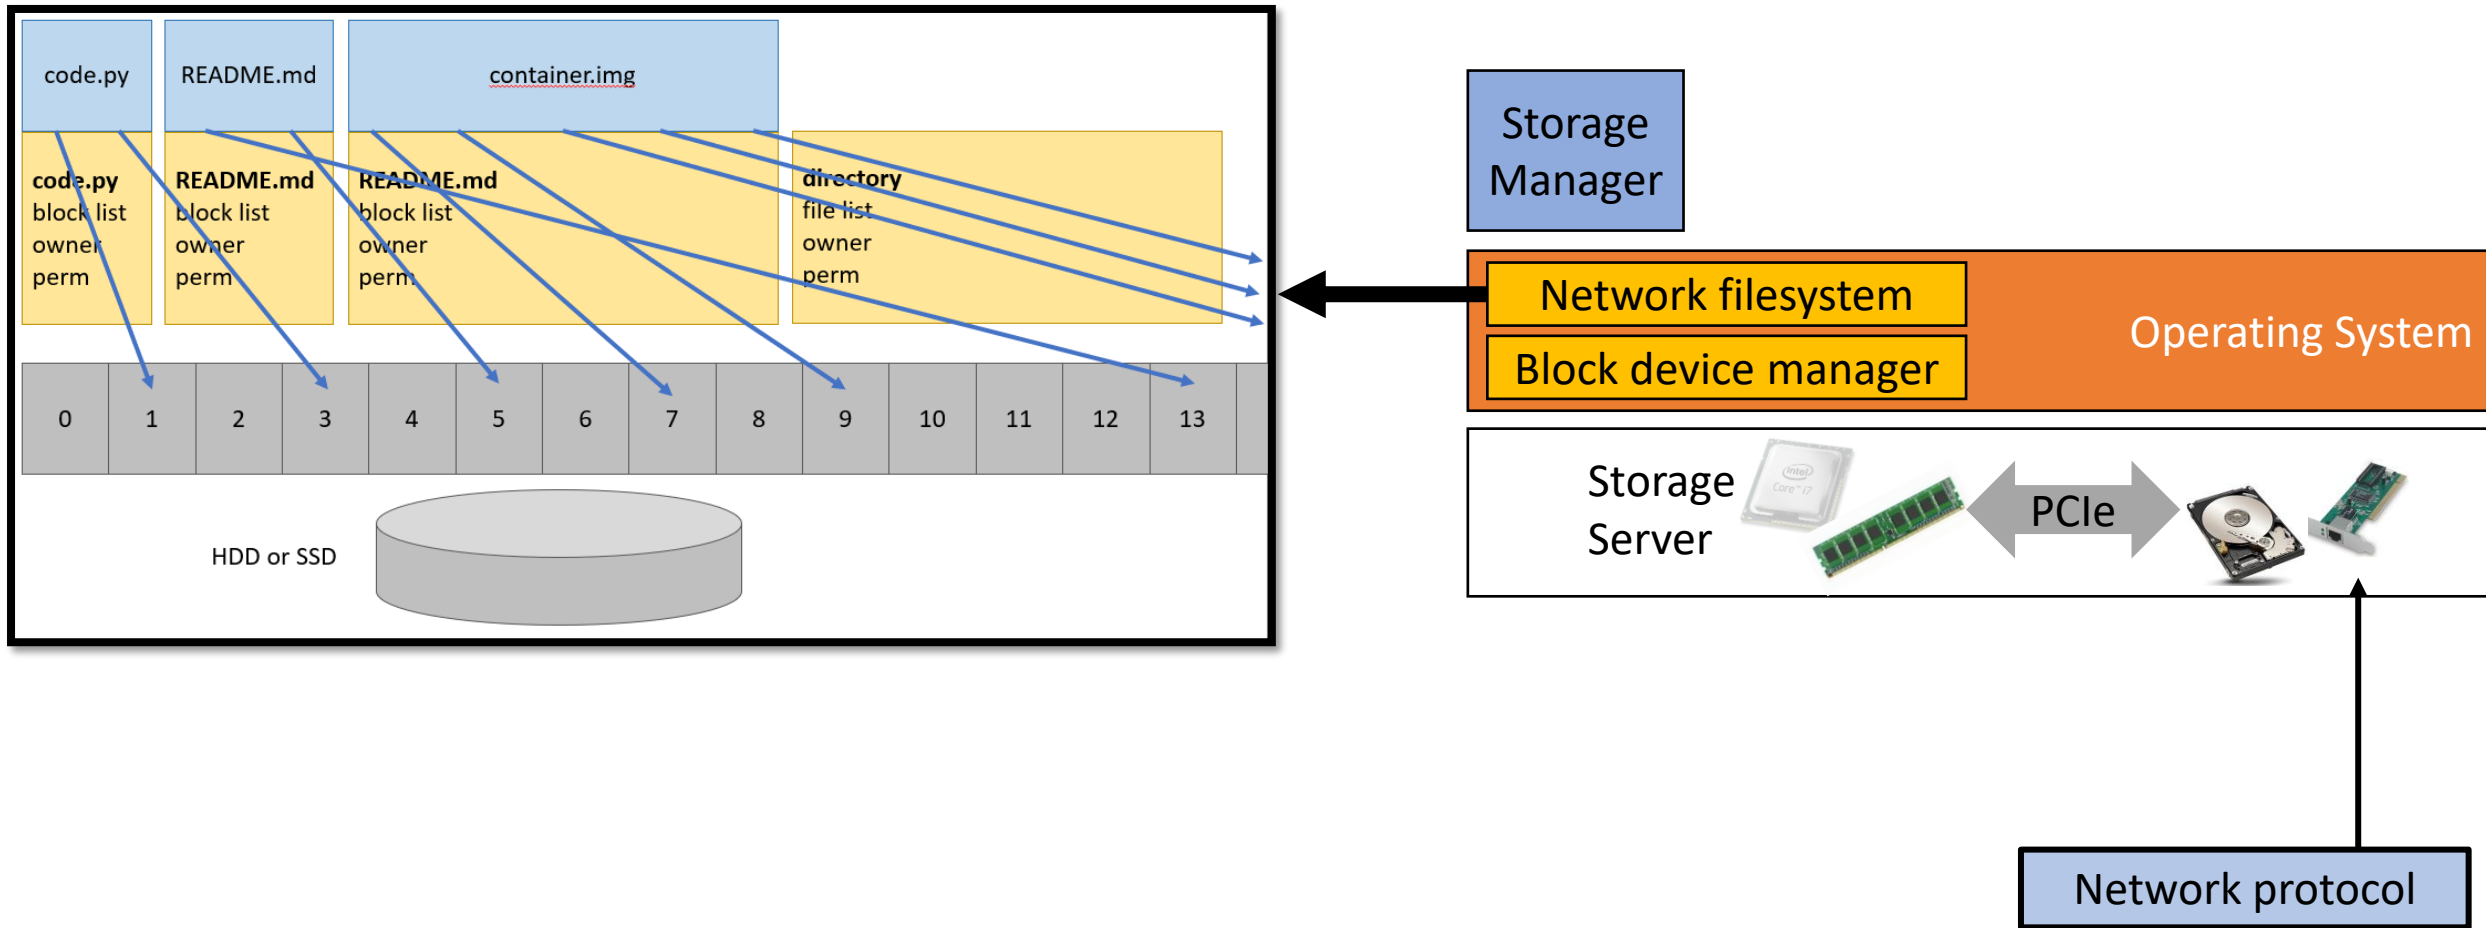 code.py
README.md
container.img
code.py
block list
owner
perm
README.md
block list
owner
perm
README.md
block list
owner
perm
directory
file list
owner
perm
0 1 2 3 4 5 6 7 8 9 10 11 12 13
HDD or SSD
Storage
Manager
Network filesystem
Block device manager
Operating System
Storage
Server
intel
Core i7
PCIe
Network protocol